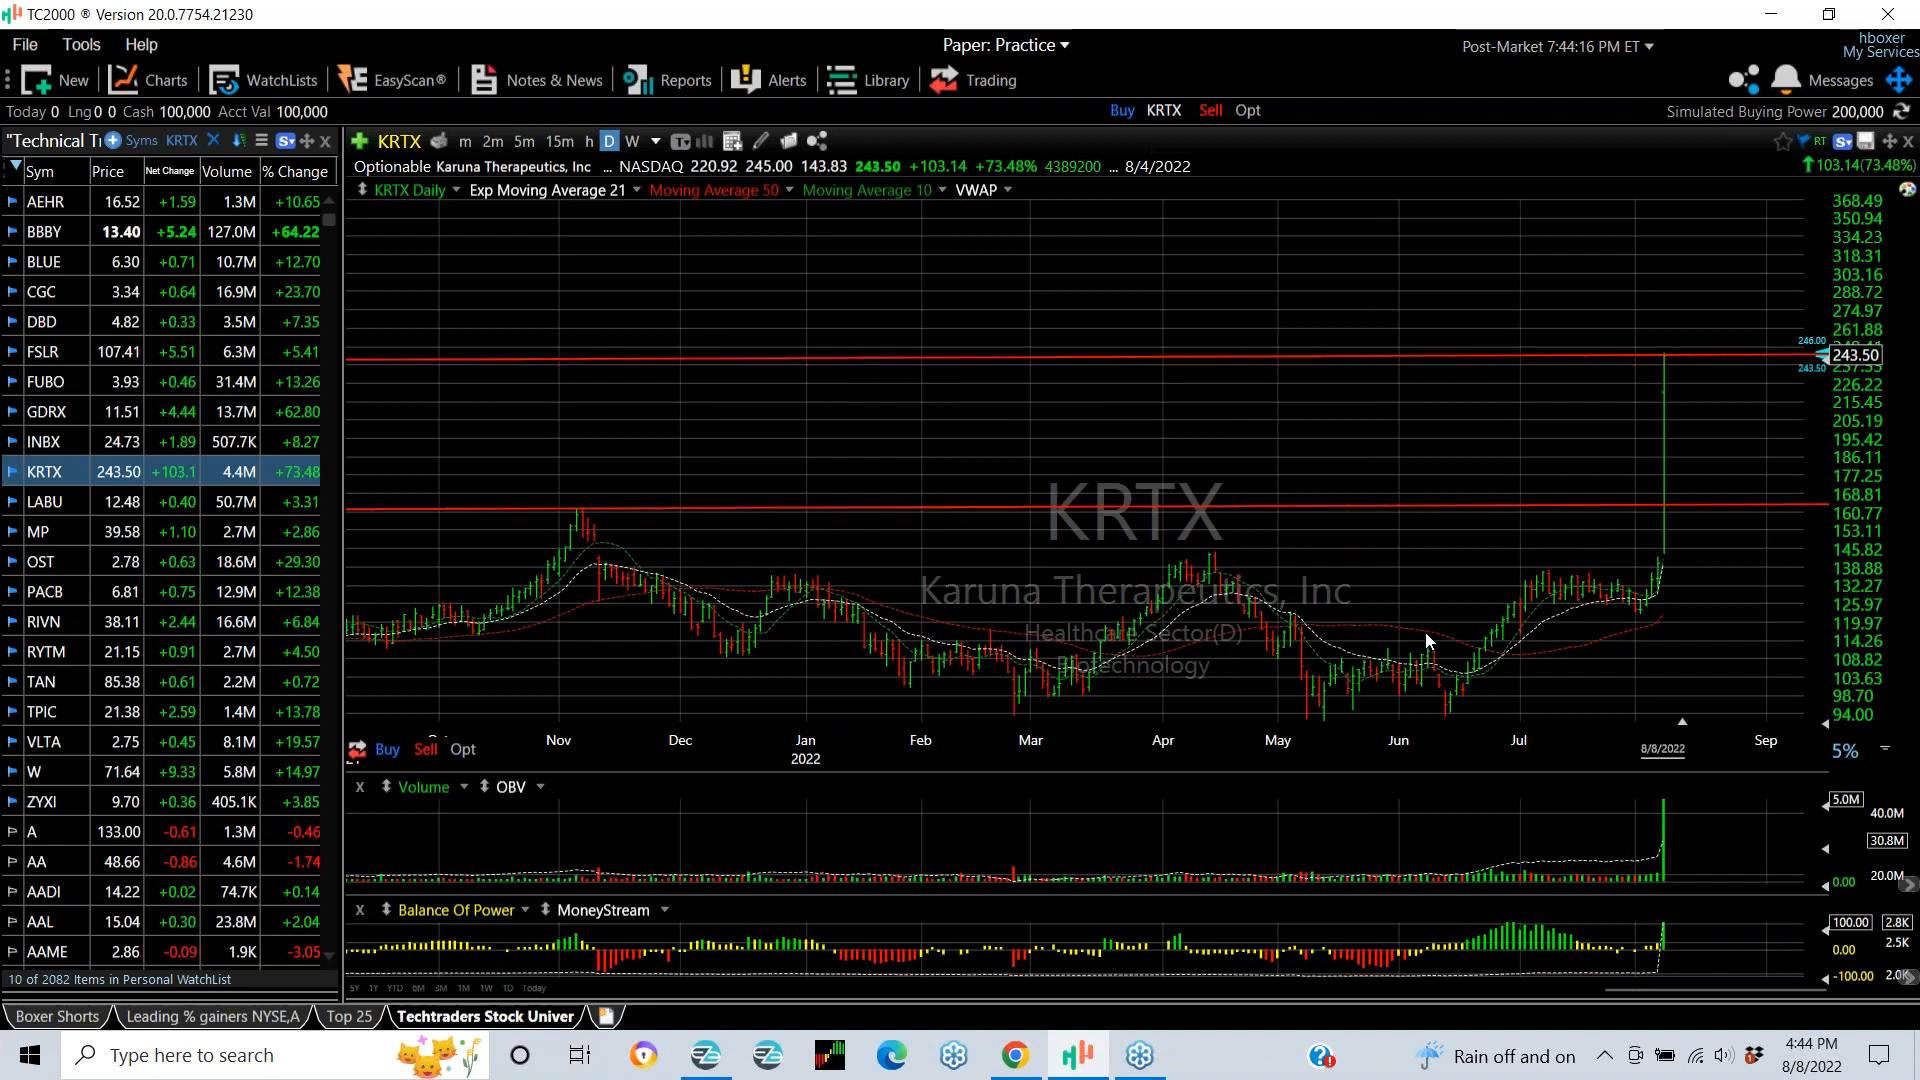 TC2000 ® Version 20.0.7754.21230
File Tools Help
Paper: Practice
Post-Market 7:44:16 PM ET
hboxer
My Services
New Charts WatchLists EasyScan® Notes & News Reports Alerts Library Trading Messages
Today 0 Lng 0 0 Cash 100,000 Acct Val 100,000
Buy KRTX Sell Opt
Simulated Buying Power 200,000
"Technical Tr Syms KRTX
Sym Price Net Change Volume % Change
AEHR 16.52 +1.59 1.3M +10.65
BBBY 13.40 +5.24 127.0M +64.22
BLUE 6.30 +0.71 10.7M +12.70
CGC 3.34 +0.64 16.9M +23.70
DBD 4.82 +0.33 3.5M +7.35
FSLR 107.41 +5.51 6.3M +5.41
FUBO 3.93 +0.46 31.4M +13.26
GDRX 11.51 +4.44 13.7M +62.80
INBX 24.73 +1.89 507.7K +8.27
KRTX 243.50 +103.1 4.4M +73.48
LABU 12.48 +0.40 50.7M +3.31
MP 39.58 +1.10 2.7M +2.86
OST 2.78 +0.63 18.6M +29.30
PACB 6.81 +0.75 12.9M +12.38
RIVN 38.11 +2.44 16.6M +6.84
RYTM 21.15 +0.91 2.7M +4.50
TAN 85.38 +0.61 2.2M +0.72
TPIC 21.38 +2.59 1.4M +13.78
VLTA 2.75 +0.45 8.1M +19.57
W 71.64 +9.33 5.8M +14.97
ZYXI 9.70 +0.36 405.1K +3.85
A 133.00 -0.61 1.3M -0.46
AA 48.66 -0.86 4.6M -1.74
AADI 14.22 +0.02 74.7K +0.14
AAL 15.04 +0.30 23.8M +2.04
AAME 2.86 -0.09 1.9K -3.05
10 of 2082 Items in Personal WatchList
KRTX m 2m 5m 15m h D W
RT
Optionable Karuna Therapeutics, Inc ... NASDAQ 220.92 245.00 143.83 243.50 +103.14 +73.48% 4389200 ... 8/4/2022
103.14(73.48%)
KRTX Daily Exp Moving Average 21 Moving Average 50 Moving Average 10 VWAP
368.49
350.94
334.23
318.31
303.16
288.72
274.97
261.88
246.00
243.50
243.50
226.22
215.45
205.19
195.42
186.11
177.25
168.81
160.77
153.11
145.82
138.88
132.27
125.97
119.97
114.26
108.82
103.63
98.70
94.00
KRTX
Karuna Therapeutics, Inc
Healthcare Sector(D)
Biotechnology
Nov Dec Jan Feb Mar Apr May Jun Jul 8/8/2022 Sep
2022
Buy Sell Opt
5%
X Volume OBV
5.0M
40.0M
30.8M
0.00 20.0M
X Balance Of Power MoneyStream
100.00 2.8K
2.5K
0.00
-100.00
5Y 1Y YTD 6M 3M 1M 1W 1D Today
Boxer Shorts Leading % gainers NYSE,A Top 25 Techtraders Stock Univer
Type here to search
Rain off and on
4:44 PM
8/8/2022